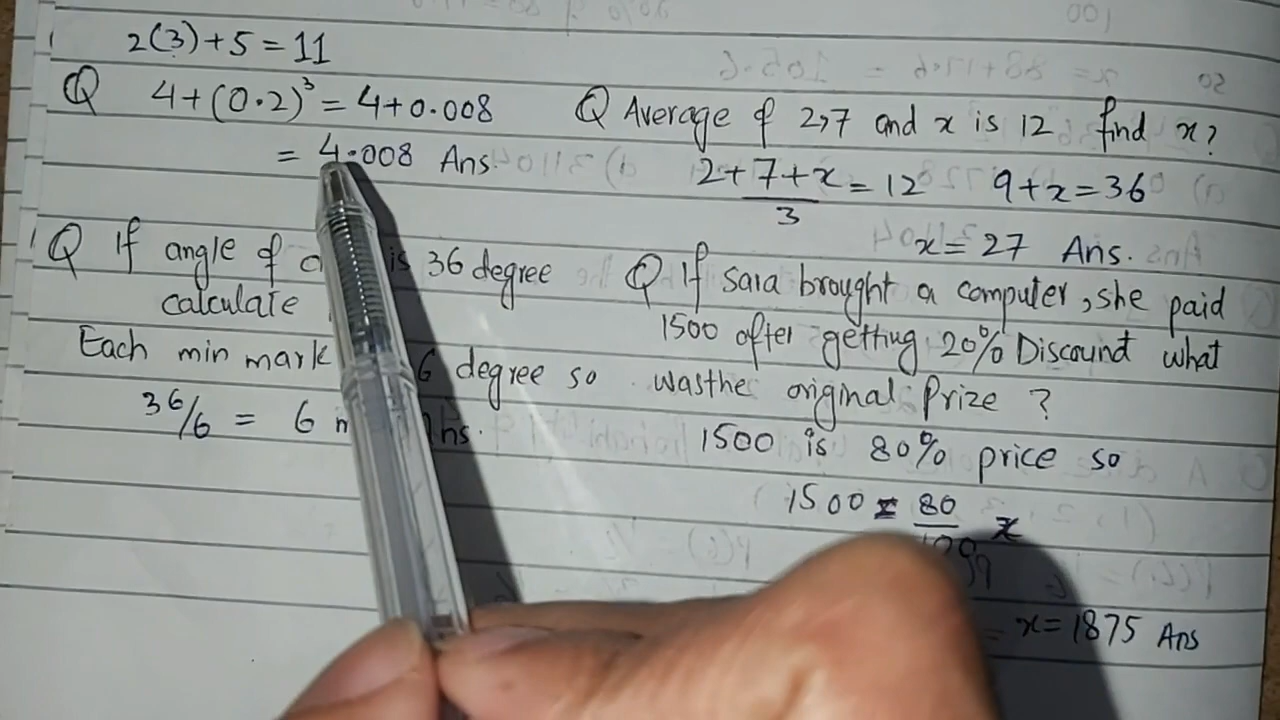 2(3)+5=11
Q 4+(0.2)³=4+0.008
= 4.008 Ans.
Q If angle of is 36 degree
calculate
Each min mark 6 degree so
36/6 = 6
Q Average of 2,7 and x is 12 find x?
2+7+x/3 = 12 9+x=36
x=27 Ans.
Q If Sara brought a computer, she paid
1500 after getting 20% Discount what
was the original Prize ?
1500 is 80% price so
1500 = 80/100 x
x=1875 Ans